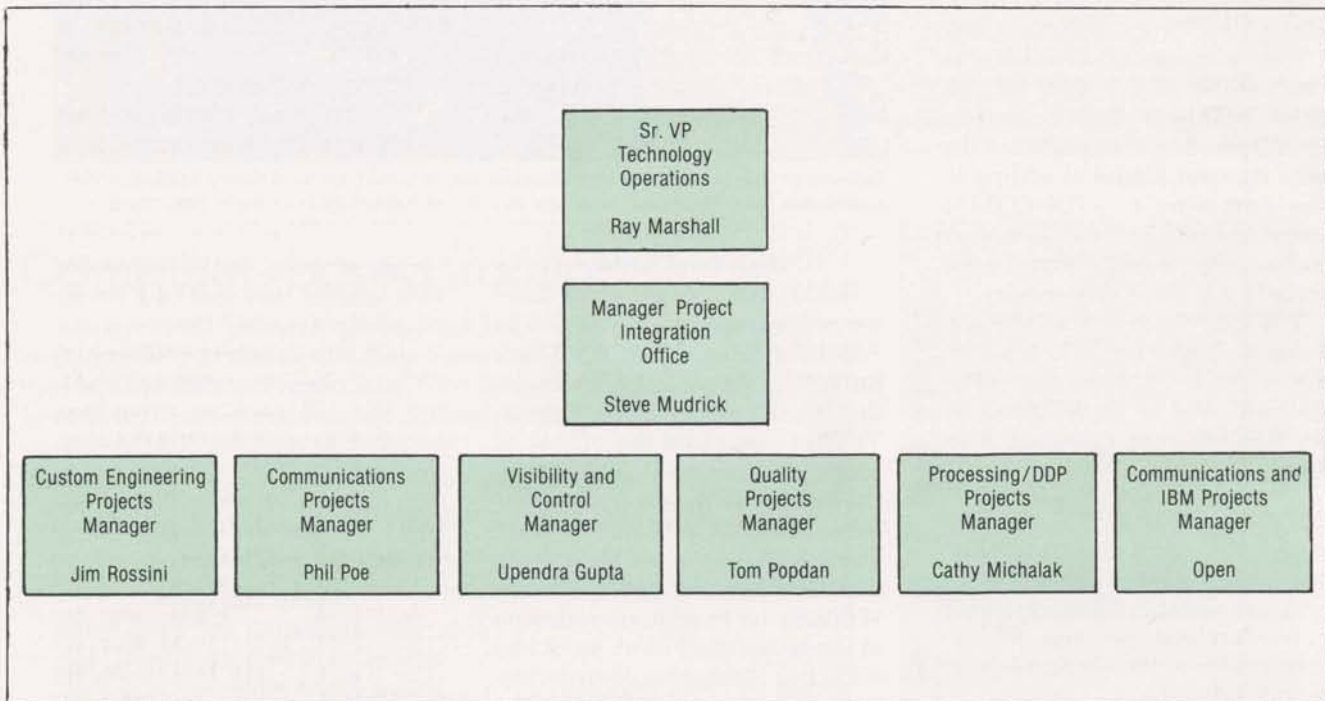 Sr. VP
Technology
Operations
Ray Marshall
Manager Project
Integration
Office
Steve Mudrick
Custom Engineering
Projects
Manager
Jim Rossini
Communications
Projects
Manager
Phil Poe
Visibility and
Control
Manager
Upendra Gupta
Quality
Projects
Manager
Tom Popdan
Processing/DDP
Projects
Manager
Cathy Michalak
Communications and
IBM Projects
Manager
Open